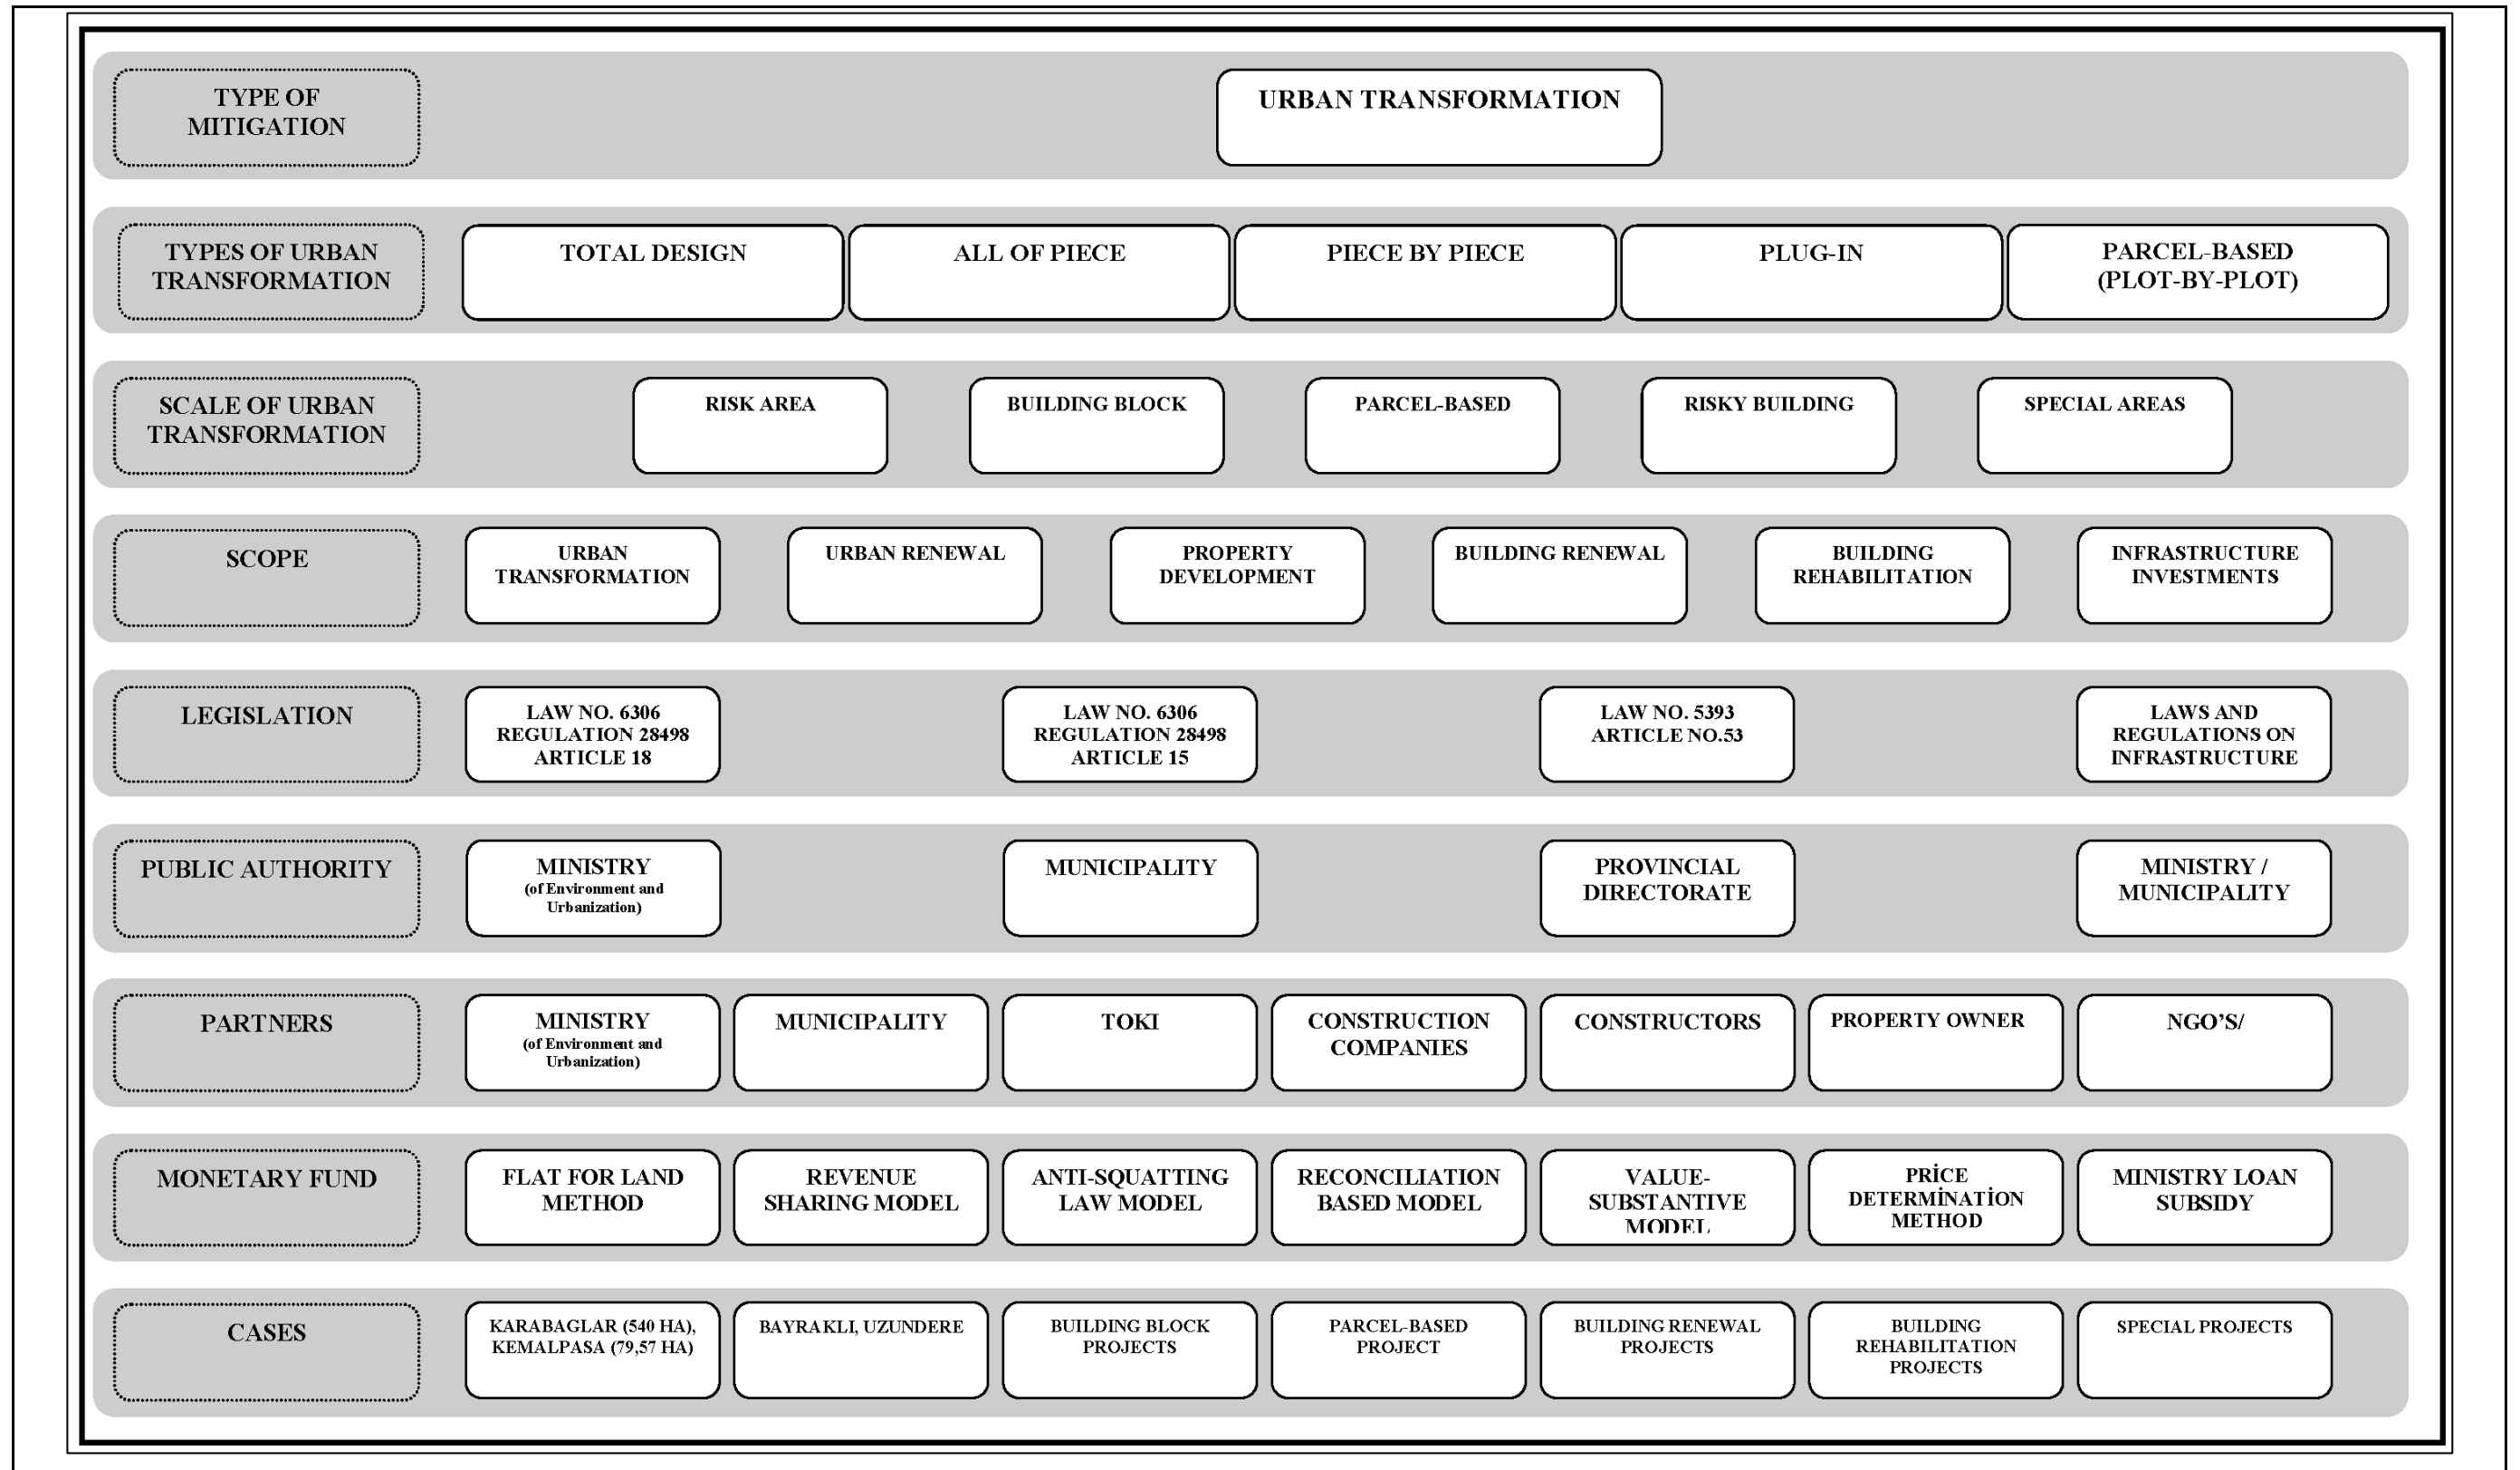 TYPE OF
MITIGATION
URBAN TRANSFORMATION
TYPES OF URBAN
TRANSFORMATION
TOTAL DESIGN
ALL OF PIECE
PIECE BY PIECE
PLUG-IN
PARCEL-BASED
(PLOT-BY-PLOT)
SCALE OF URBAN
TRANSFORMATION
RISK AREA
BUILDING BLOCK
PARCEL-BASED
RISKY BUILDING
SPECIAL AREAS
SCOPE
URBAN
TRANSFORMATION
URBAN RENEWAL
PROPERTY
DEVELOPMENT
BUILDING RENEWAL
BUILDING
REHABILITATION
INFRASTRUCTURE
INVESTMENTS
LEGISLATION
LAW NO. 6306
REGULATION 28498
ARTICLE 18
LAW NO. 6306
REGULATION 28498
ARTICLE 15
LAW NO. 5393
ARTICLE NO.53
LAWS AND
REGULATIONS ON
INFRASTRUCTURE
PUBLIC AUTHORITY
MINISTRY
(of Environment and
Urbanization)
MUNICIPALITY
PROVINCIAL
DIRECTORATE
MINISTRY /
MUNICIPALITY
PARTNERS
MINISTRY
(of Environment and
Urbanization)
MUNICIPALITY
TOKI
CONSTRUCTION
COMPANIES
CONSTRUCTORS
PROPERTY OWNER
NGO’S/
MONETARY FUND
FLAT FOR LAND
METHOD
REVENUE
SHARING MODEL
ANTI-SQUATTING
LAW MODEL
RECONCILIATION
BASED MODEL
VALUE-
SUBSTANTIVE
MODEL
PRİCE
DETERMİNATİON
METHOD
MINISTRY LOAN
SUBSIDY
CASES
KARABAGLAR (540 HA),
KEMALPASA (79,57 HA)
BAYRAKLI, UZUNDERE
BUILDING BLOCK
PROJECTS
PARCEL-BASED
PROJECT
BUILDING RENEWAL
PROJECTS
BUILDING
REHABILITATION
PROJECTS
SPECIAL PROJECTS